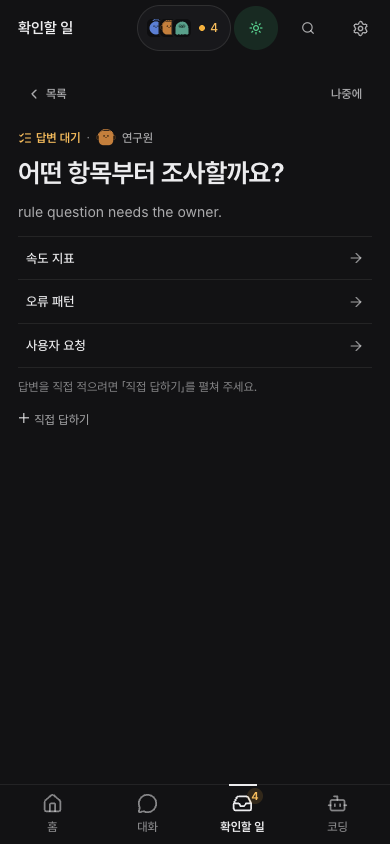 확인할 일
4
목록
나중에
답변 대기 · 연구원
어떤 항목부터 조사할까요?
rule question needs the owner.
속도 지표
오류 패턴
사용자 요청
답변을 직접 적으려면 「직접 답하기」를 펼쳐 주세요.
직접 답하기
4
홈
대화
확인할 일
코딩